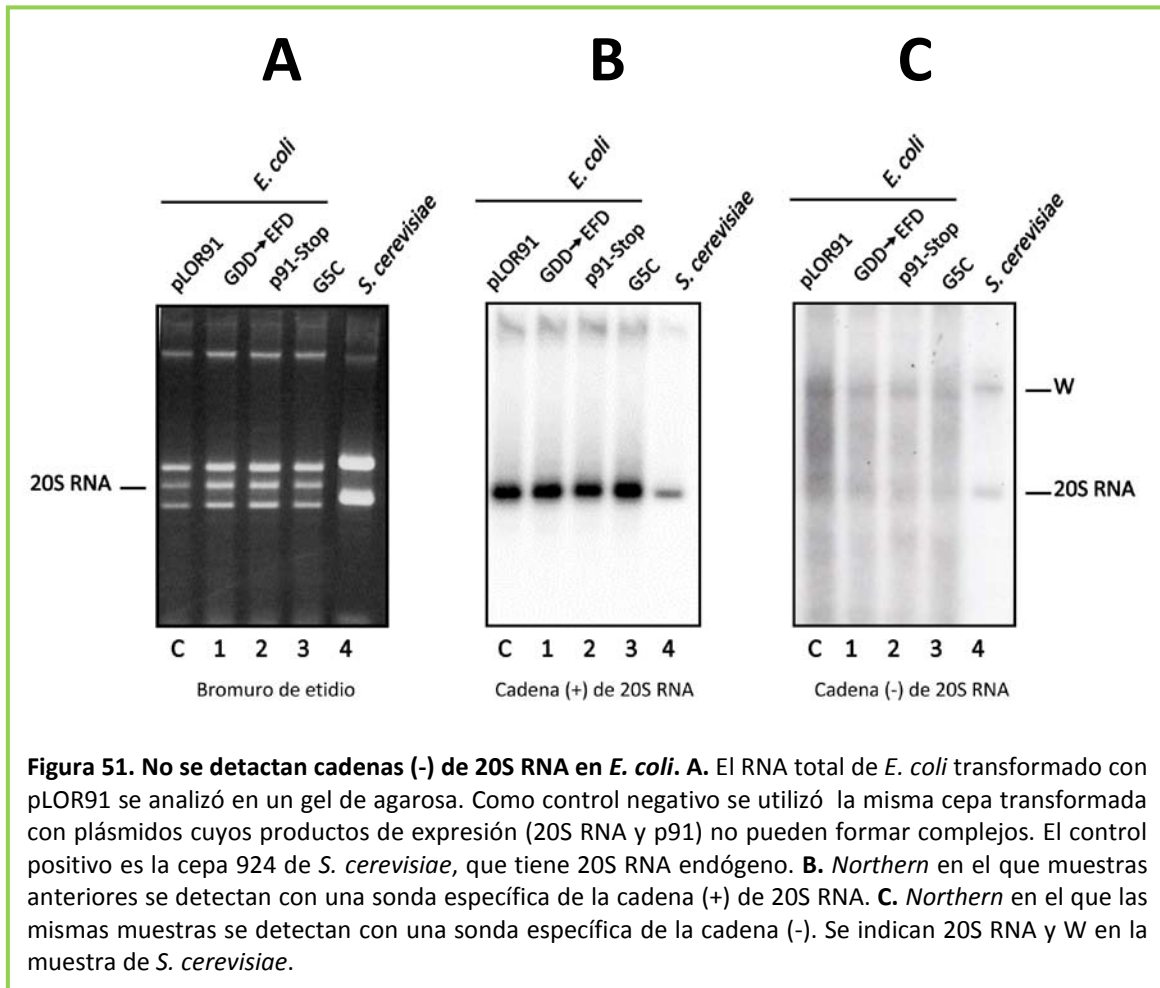 A B C
E. coli
pLOR91
GDD→EFD
p91-Stop
G5C
S. cerevisiae
E. coli
pLOR91
GDD→EFD
p91-Stop
G5C
S. cerevisiae
E. coli
pLOR91
GDD→EFD
p91-Stop
G5C
S. cerevisiae
20S RNA
W
20S RNA
C 1 2 3 4
C 1 2 3 4
C 1 2 3 4
Bromuro de etidio
Cadena (+) de 20S RNA
Cadena (-) de 20S RNA
Figura 51. No se detactan cadenas (-) de 20S RNA en E. coli. A. El RNA total de E. coli transformado con
pLOR91 se analizó en un gel de agarosa. Como control negativo se utilizó la misma cepa transformada
con plásmidos cuyos productos de expresión (20S RNA y p91) no pueden formar complejos. El control
positivo es la cepa 924 de S. cerevisiae, que tiene 20S RNA endógeno. B. Northern en el que muestras
anteriores se detectan con una sonda específica de la cadena (+) de 20S RNA. C. Northern en el que las
mismas muestras se detectan con una sonda específica de la cadena (-). Se indican 20S RNA y W en la
muestra de S. cerevisiae.